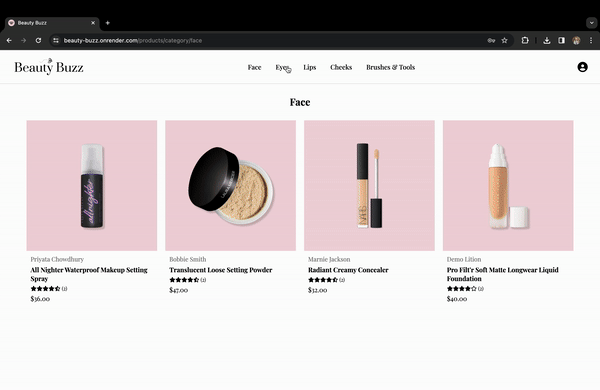 Beauty Buzz
beauty-buzz.onrender.com/products/category/face
Beauty Buzz
Face
Eyes
Lips
Cheeks
Brushes & Tools
Face
allnighter
NARS
Priyata Chowdhury
All Nighter Waterproof Makeup Setting
Spray
(2)
$36.00
Robbie Smith
Translucent Loose Setting Powder
(2)
$47.00
Marnie Jackson
Radiant Creamy Concealer
(2)
$32.00
Demo Lition
Pro Filt'r Soft Matte Longwear Liquid
Foundation
(2)
$40.00